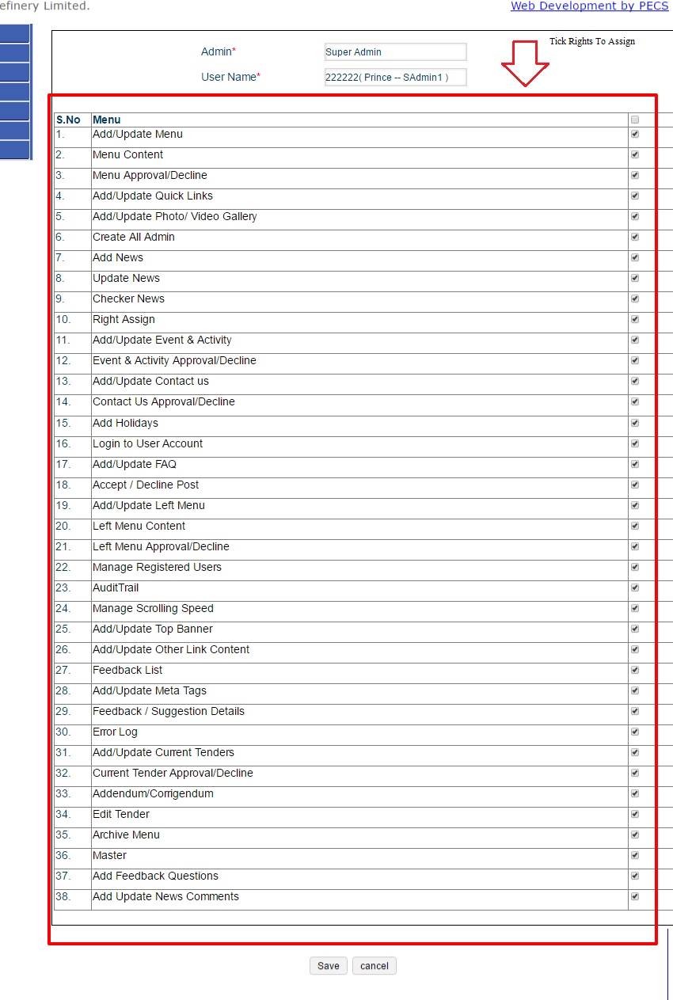 efinery Limited.
Web Development by PECS
Tick Rights To Assign
Admin* Super Admin
User Name* 222222( Prince -- SAdmin1 )
S.No Menu
1. Add/Update Menu
2. Menu Content
3. Menu Approval/Decline
4. Add/Update Quick Links
5. Add/Update Photo/ Video Gallery
6. Create All Admin
7. Add News
8. Update News
9. Checker News
10. Right Assign
11. Add/Update Event & Activity
12. Event & Activity Approval/Decline
13. Add/Update Contact us
14. Contact Us Approval/Decline
15. Add Holidays
16. Login to User Account
17. Add/Update FAQ
18. Accept / Decline Post
19. Add/Update Left Menu
20. Left Menu Content
21. Left Menu Approval/Decline
22. Manage Registered Users
23. AuditTrail
24. Manage Scrolling Speed
25. Add/Update Top Banner
26. Add/Update Other Link Content
27. Feedback List
28. Add/Update Meta Tags
29. Feedback / Suggestion Details
30. Error Log
31. Add/Update Current Tenders
32. Current Tender Approval/Decline
33. Addendum/Corrigendum
34. Edit Tender
35. Archive Menu
36. Master
37. Add Feedback Questions
38. Add Update News Comments
Save cancel